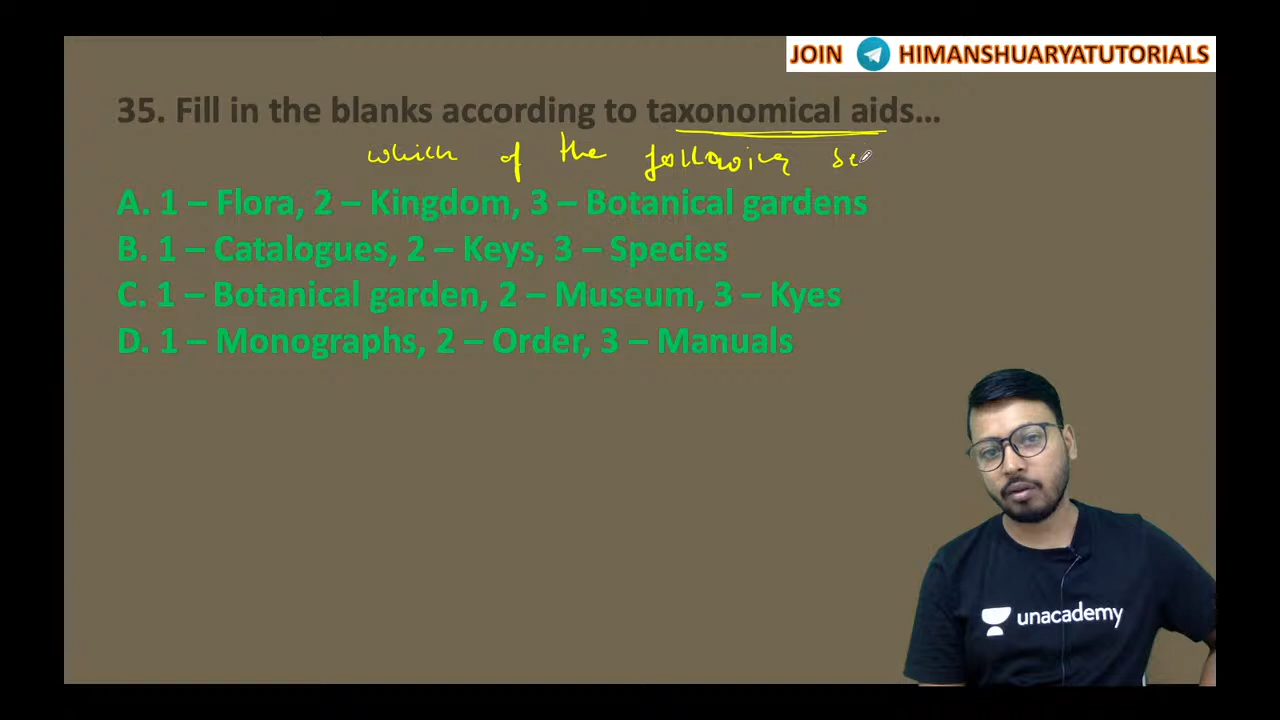 JOIN HIMANSHUARYATUTORIALS
35. Fill in the blanks according to taxonomical aids...
which of the following se
A. 1 – Flora, 2 – Kingdom, 3 – Botanical gardens
B. 1 – Catalogues, 2 – Keys, 3 – Species
C. 1 – Botanical garden, 2 – Museum, 3 – Kyes
D. 1 – Monographs, 2 – Order, 3 – Manuals
unacademy